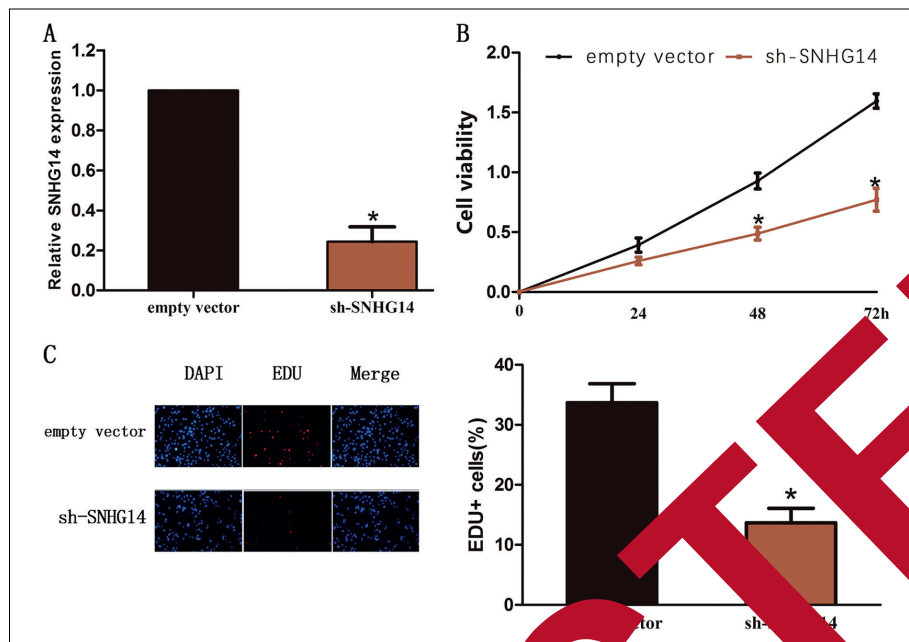 A
Relative SNHG14 expression
1.2
1.0
0.8
0.6
0.4
0.2
0.0
*
empty vector
sh-SNHG14
B
empty vector
sh-SNHG14
Cell viability
2.0
1.5
1.0
0.5
0.0
*
*
0
24
48
72h
C
DAPI
EDU
Merge
empty vector
sh-SNHG14
EDU+ cells(%)
40
30
20
10
0
*